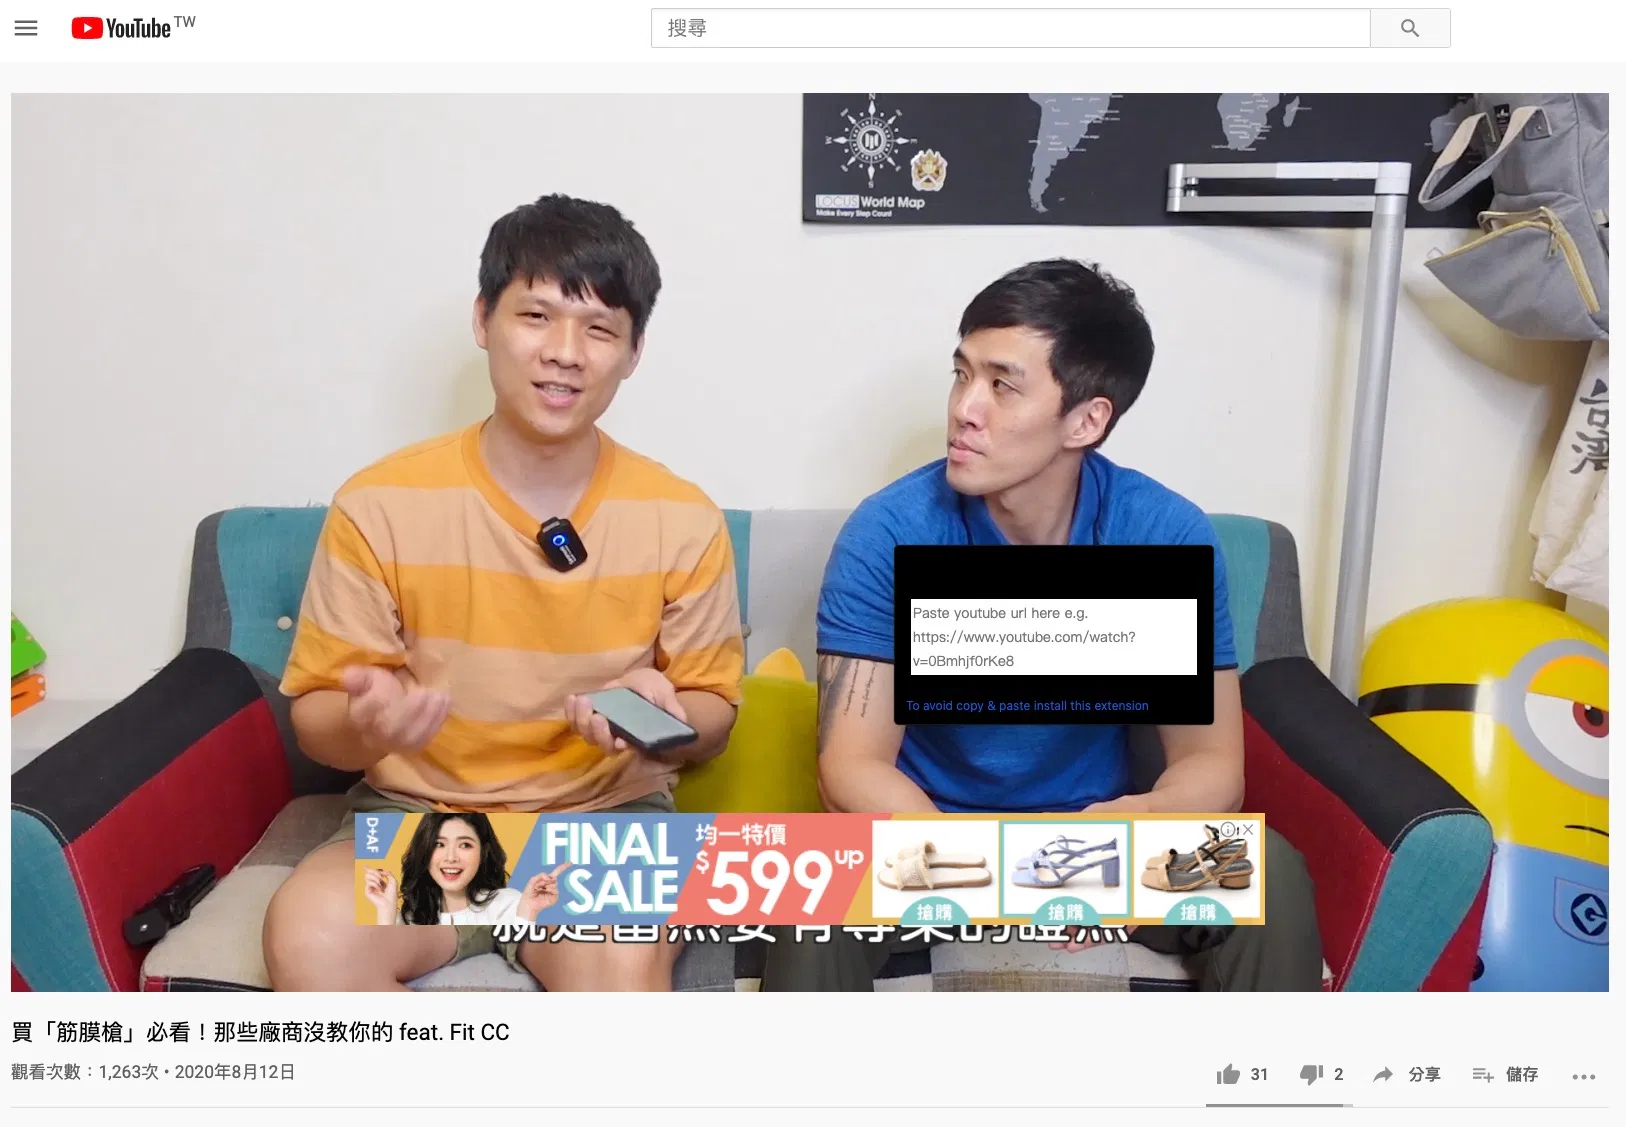 YouTube TW
搜尋
LOCUS World Map
Make Every Step Count
Paste youtube url here e.g.
https://www.youtube.com/watch?
v=0Bmhjf0rKe8
To avoid copy & paste install this extension
D+AF
FINAL
SALE
均一特價
$599up
搶購
搶購
搶購
買「筋膜槍」必看！那些廠商沒教你的 feat. Fit CC
觀看次數：1,263次 • 2020年8月12日
31
2
分享
儲存